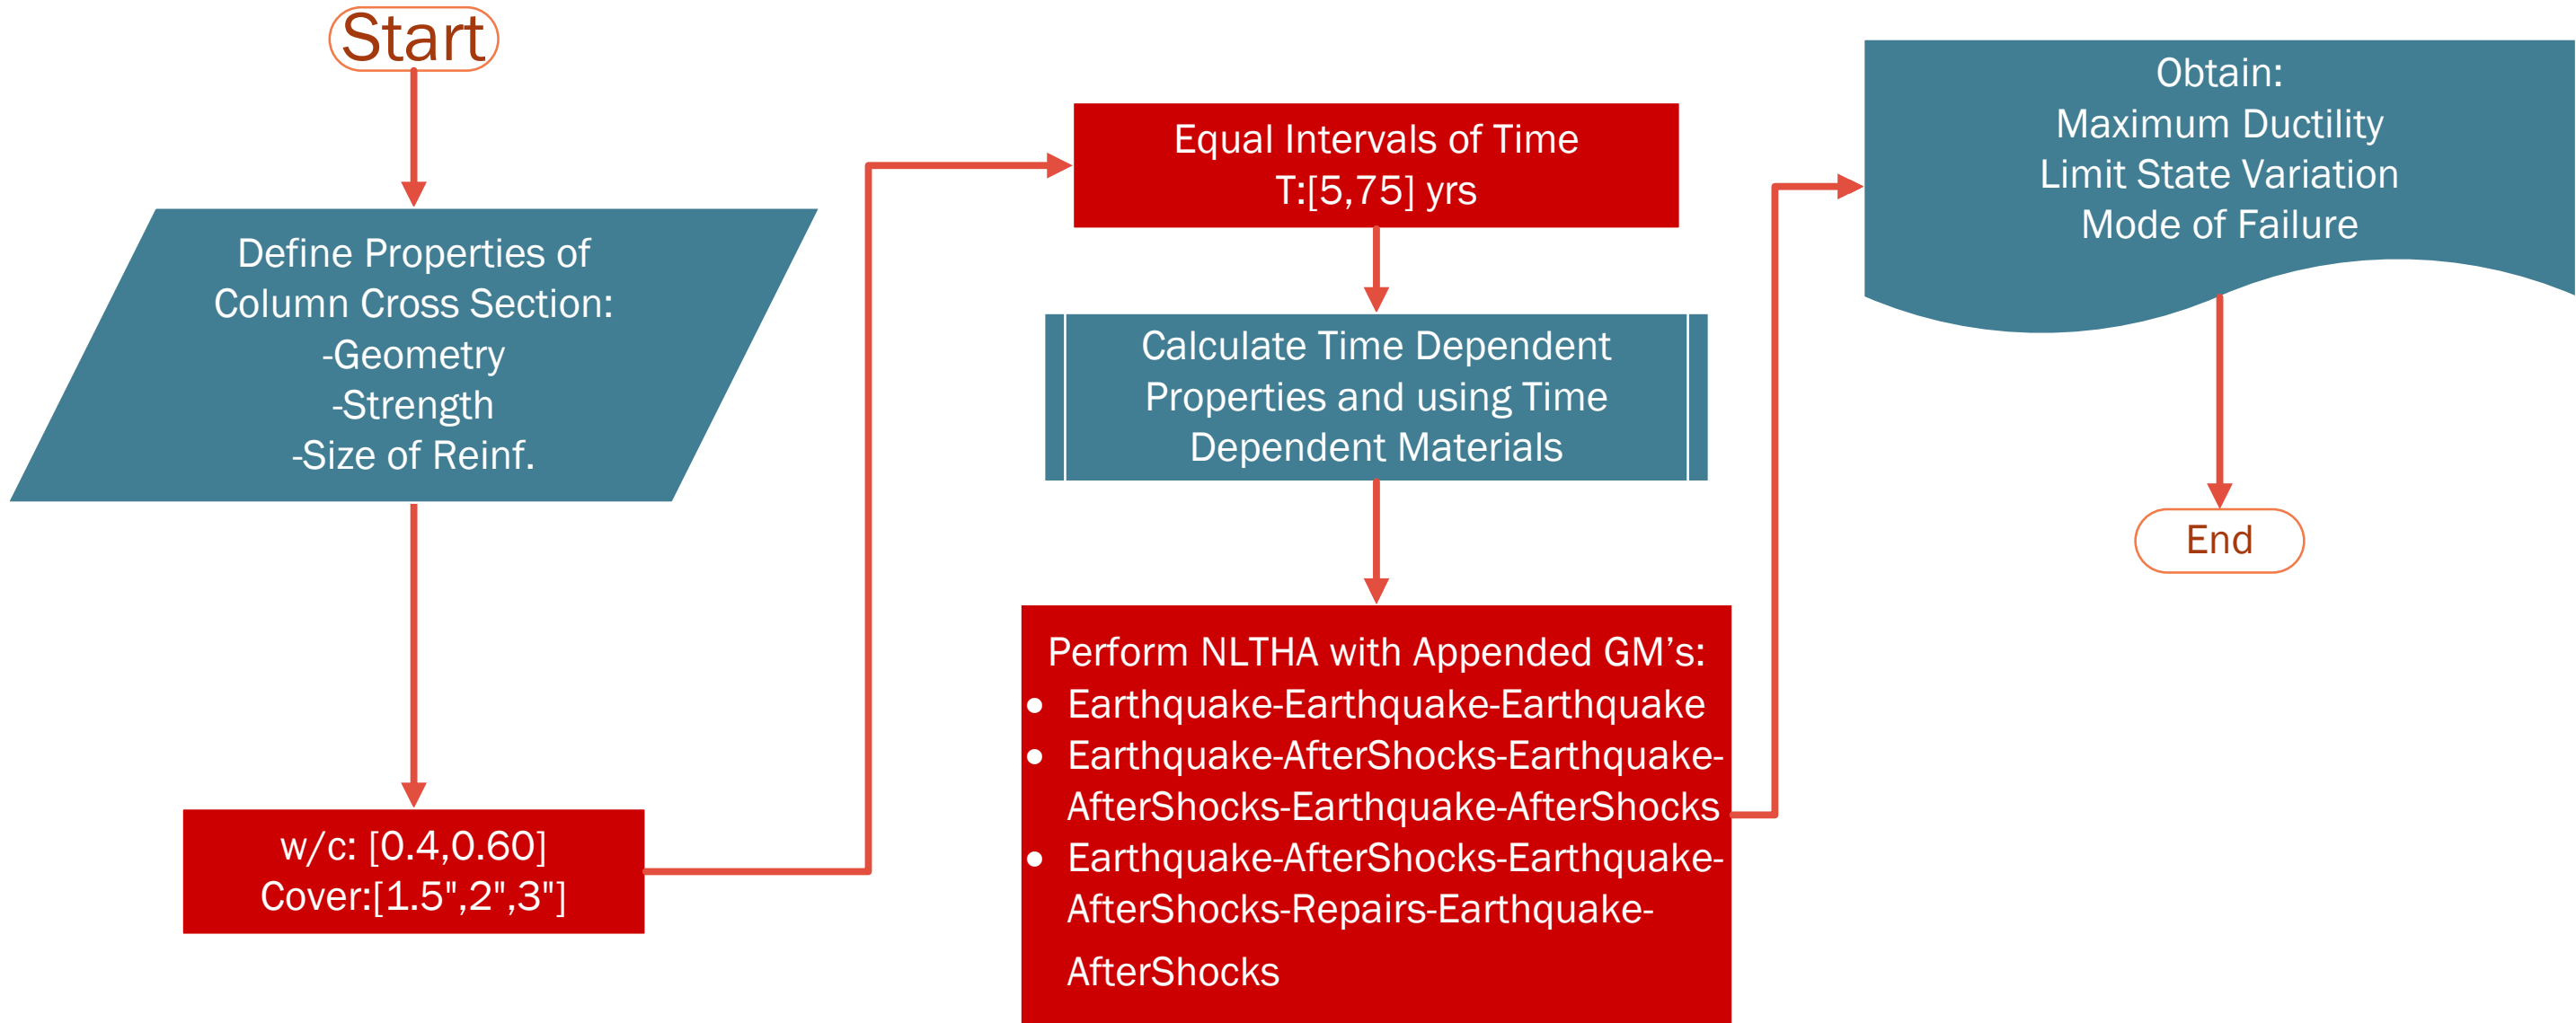 Start
Define Properties of
Column Cross Section:
-Geometry
-Strength
-Size of Reinf.
w/c: [0.4,0.60]
Cover:[1.5",2",3"]
Equal Intervals of Time
T:[5,75] yrs
Calculate Time Dependent
Properties and using Time
Dependent Materials
Perform NLTHA with Appended GM’s:
● Earthquake-Earthquake-Earthquake
● Earthquake-AfterShocks-Earthquake-
AfterShocks-Earthquake-AfterShocks
● Earthquake-AfterShocks-Earthquake-
AfterShocks-Repairs-Earthquake-
AfterShocks
Obtain:
Maximum Ductility
Limit State Variation
Mode of Failure
End